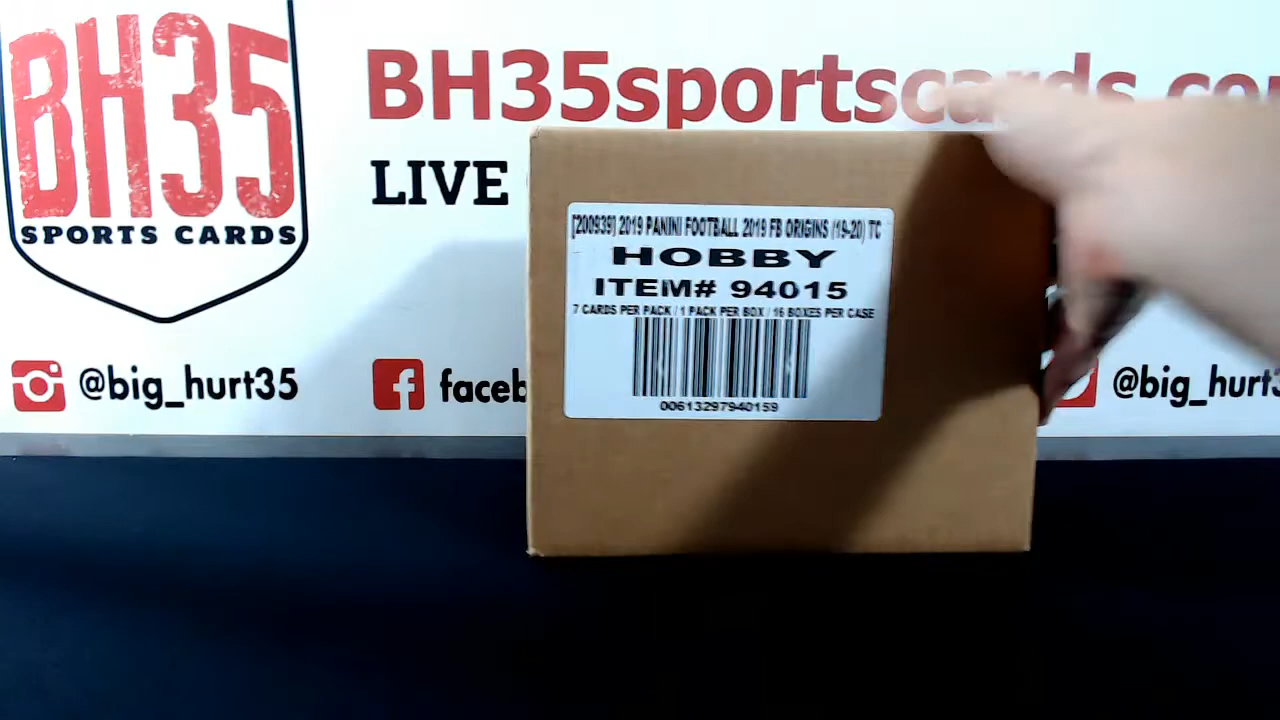 BH35
SPORTS CARDS
BH35sportscards.co
LIVE
[200939] 2019 PANINI FOOTBALL 2019 FB ORIGINS (19-20) TC
HOBBY
ITEM# 94015
7 CARDS PER PACK / 1 PACK PER BOX / 16 BOXES PER CASE
00613297940159
@big_hurt35
faceb
@big_hurt3